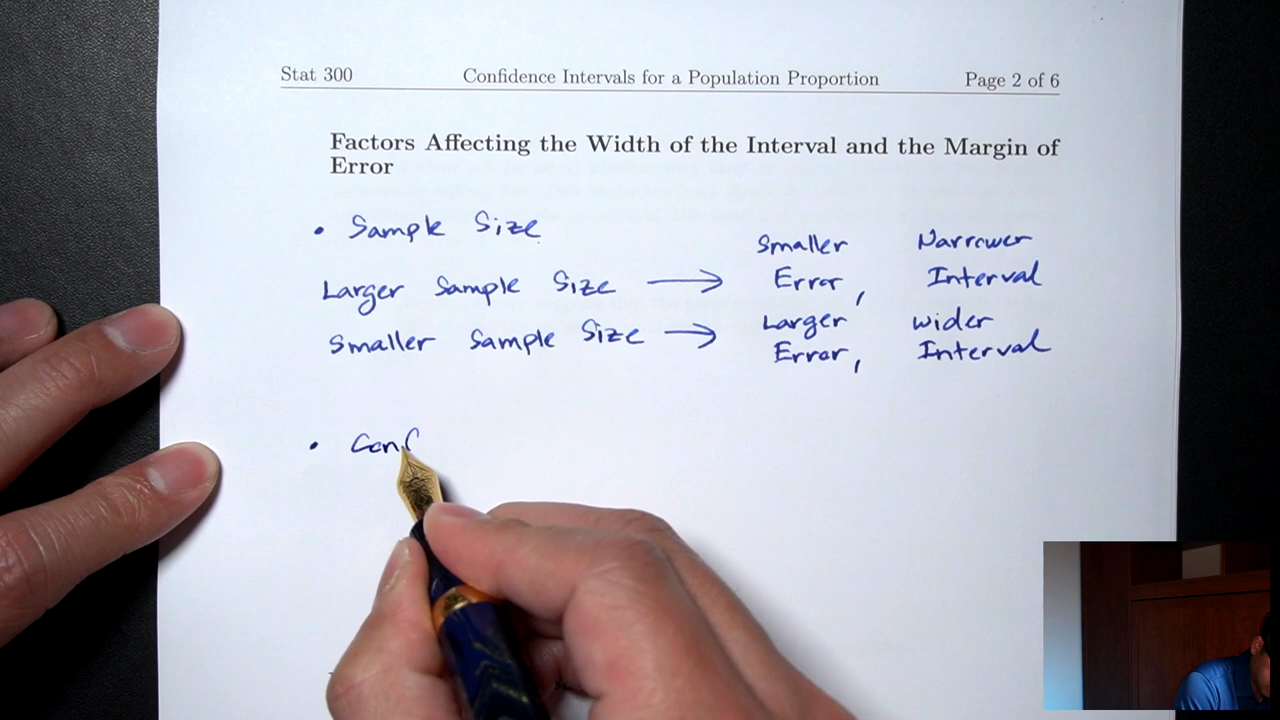 Stat 300 Confidence Intervals for a Population Proportion Page 2 of 6
Factors Affecting the Width of the Interval and the Margin of
Error
• Sample Size
Larger Sample Size → Smaller Error, Narrower Interval
Smaller Sample Size → Larger Error, Wider Interval
• Conf